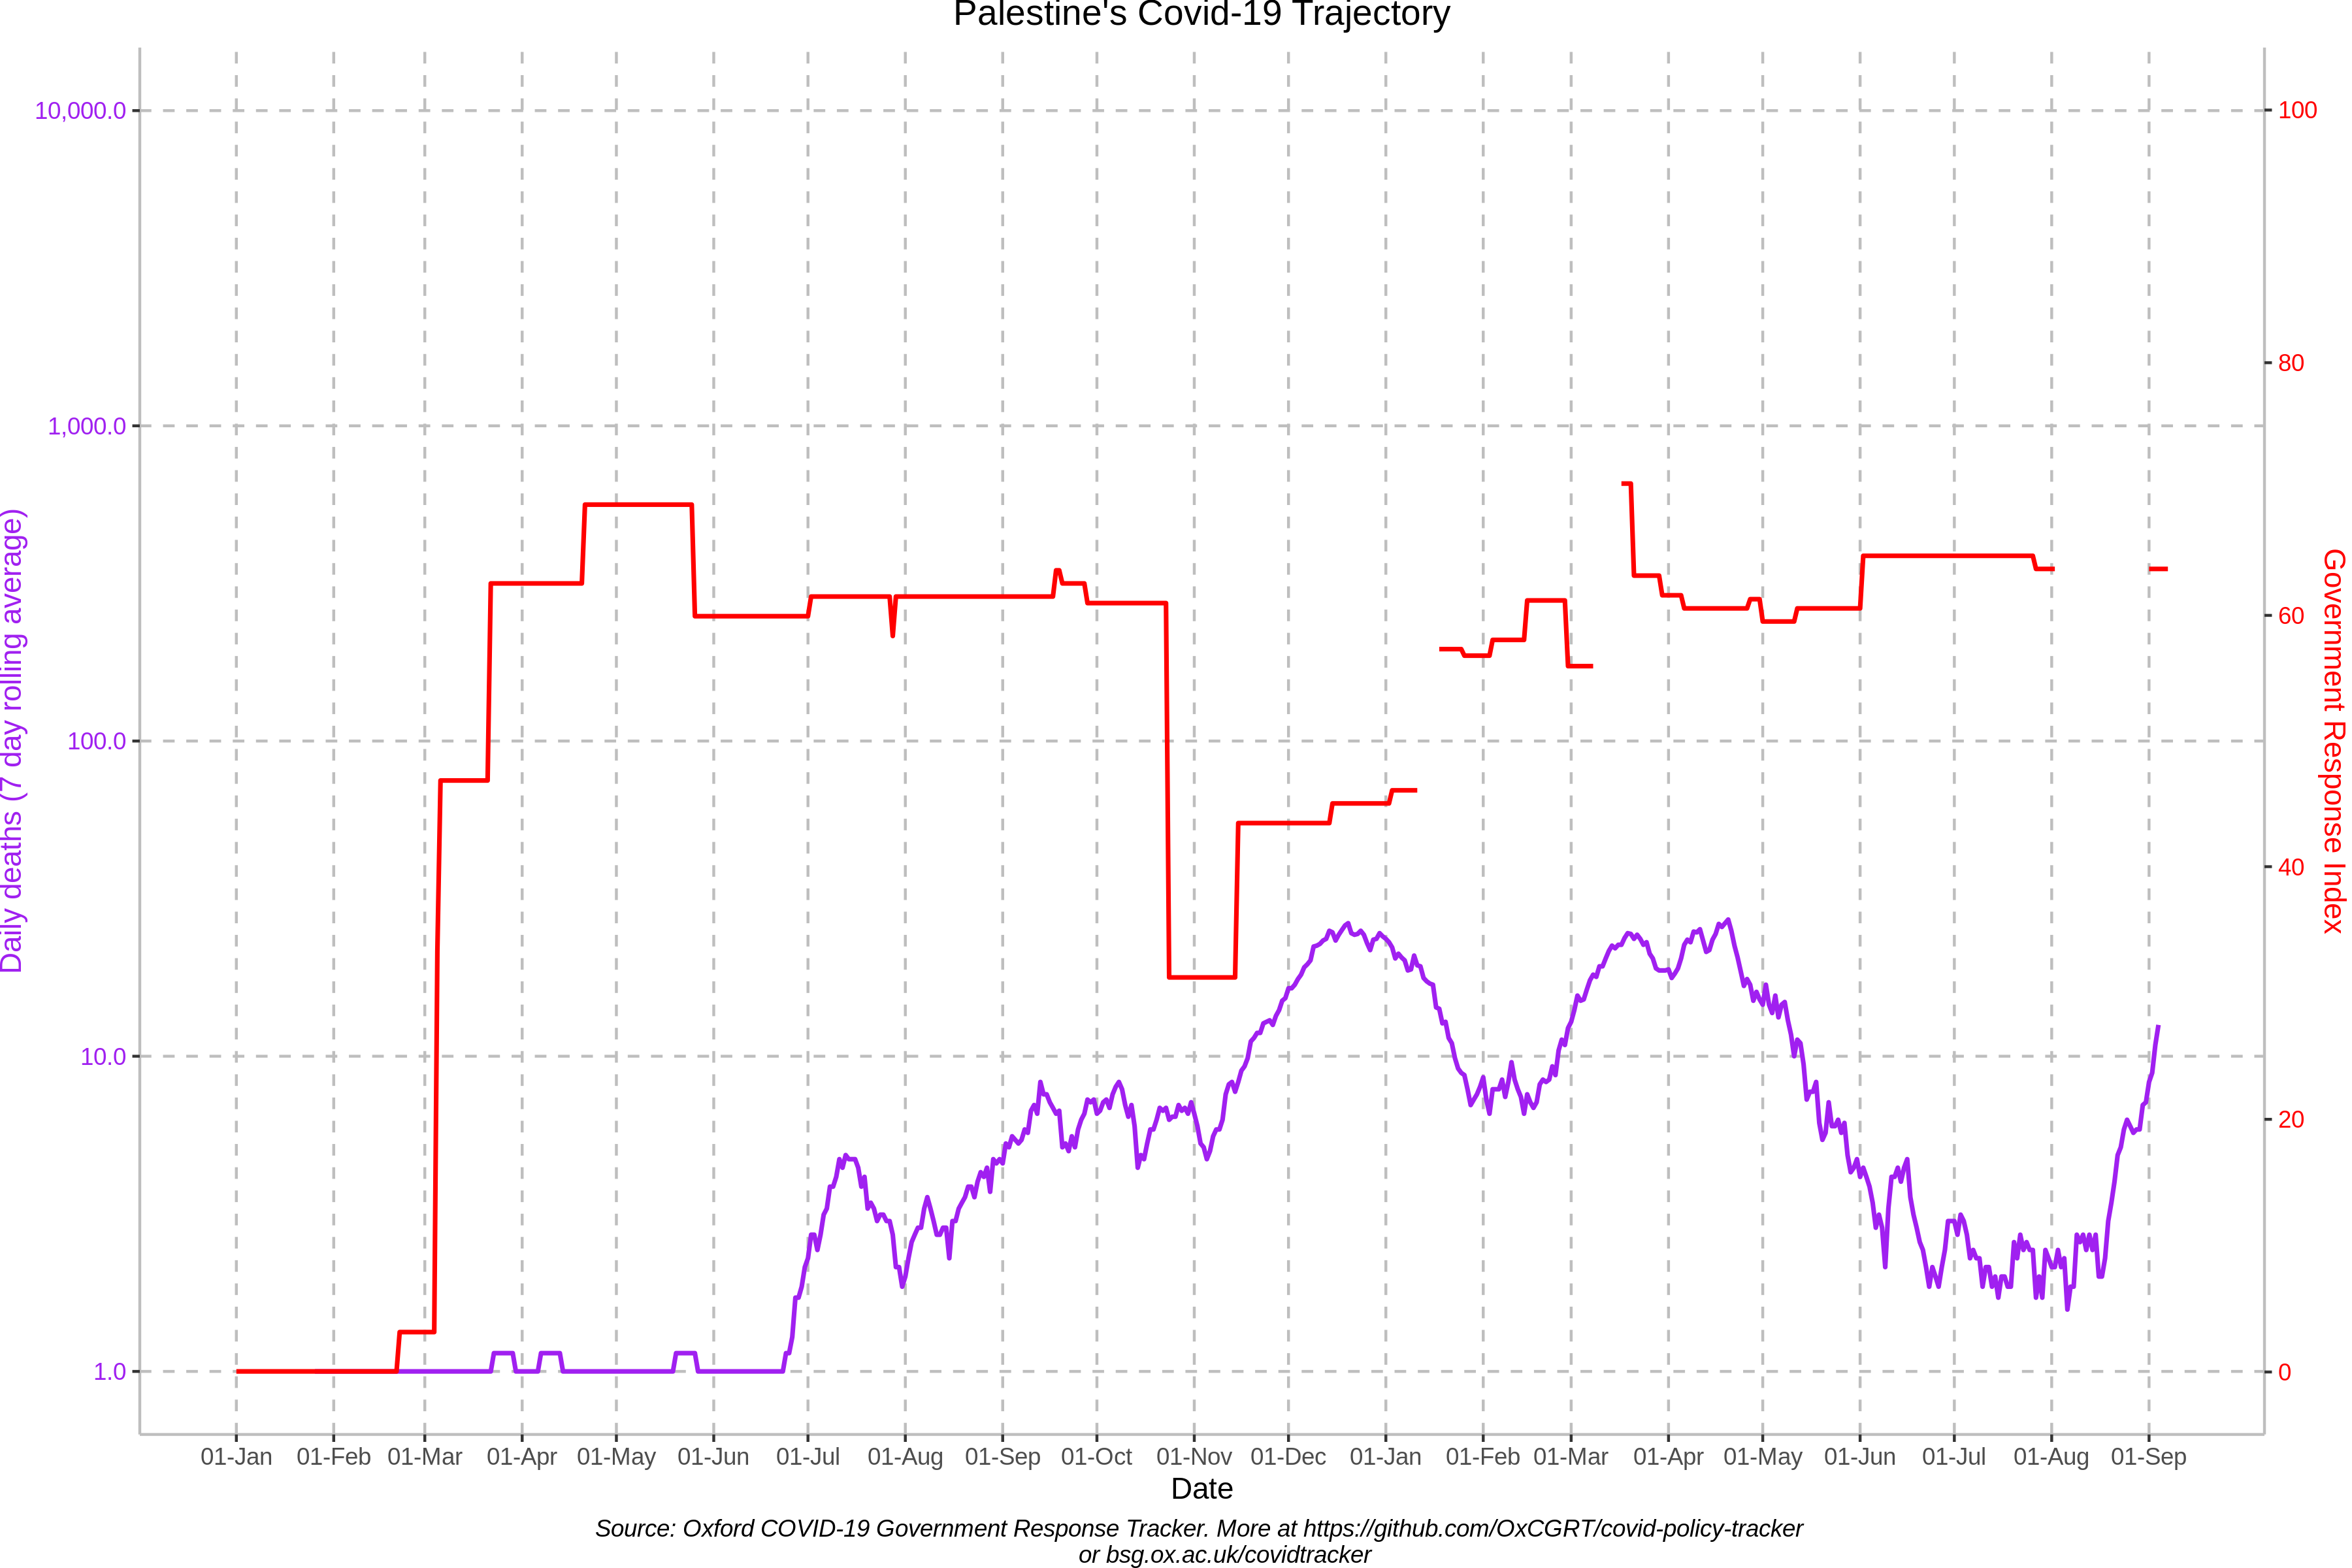 Palestine's Covid-19 Trajectory
10,000.0
1,000.0
100.0
10.0
1.0
Daily deaths (7 day rolling average)
100
80
60
40
20
0
Government Response Index
01-Jan 01-Feb 01-Mar 01-Apr 01-May 01-Jun 01-Jul 01-Aug 01-Sep 01-Oct 01-Nov 01-Dec 01-Jan 01-Feb 01-Mar 01-Apr 01-May 01-Jun 01-Jul 01-Aug 01-Sep
Date
Source: Oxford COVID-19 Government Response Tracker. More at https://github.com/OxCGRT/covid-policy-tracker
or bsg.ox.ac.uk/covidtracker